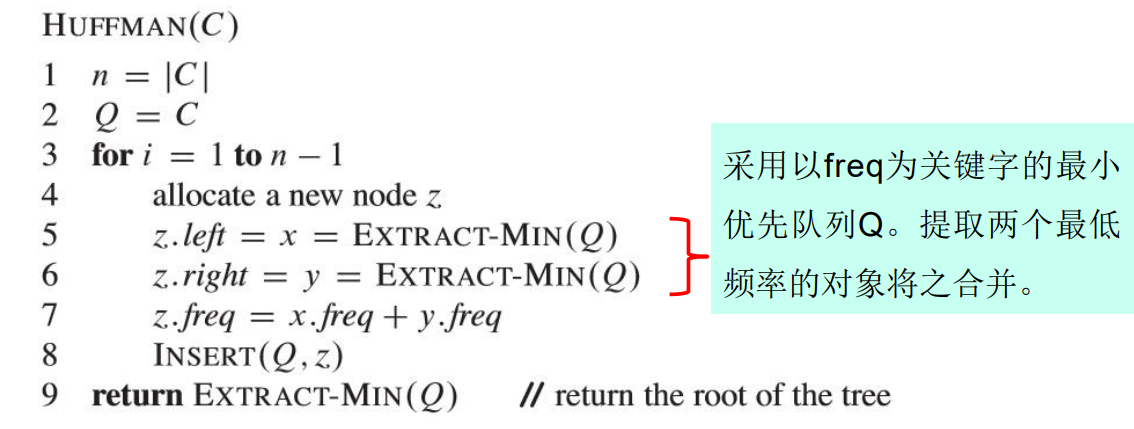 HUFFMAN(C)
1 n = |C|
2 Q = C
3 for i = 1 to n − 1
4 allocate a new node z
5 z.left = x = EXTRACT-MIN(Q)
6 z.right = y = EXTRACT-MIN(Q)
7 z.freq = x.freq + y.freq
8 INSERT(Q, z)
9 return EXTRACT-MIN(Q) // return the root of the tree
采用以freq为关键字的最小
优先队列Q。提取两个最低
频率的对象将之合并。